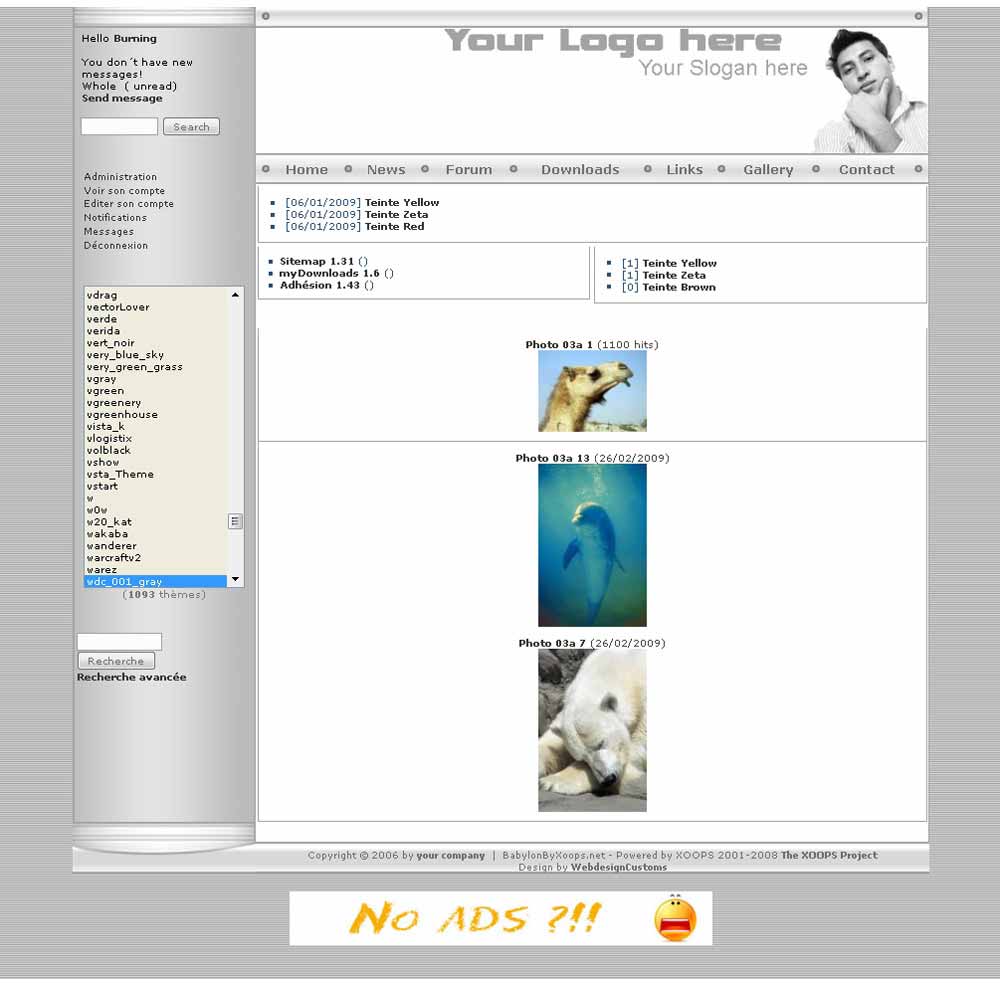 Hello Burning
You don´t have new
messages!
Whole ( unread)
Send message
Search
Administration
Voir son compte
Editer son compte
Notifications
Messages
Déconnexion
vdrag
vectorLover
verde
verida
vert_noir
very_blue_sky
very_green_grass
vgray
vgreen
vgreenery
vgreenhouse
vista_k
vlogistix
volblack
vshow
vsta_Theme
vstart
w
w0w
w20_kat
wakaba
wanderer
warcraftv2
warez
wdc_001_gray
(1093 thèmes)
Recherche
Recherche avancée
Your Logo here
Your Slogan here
Home News Forum Downloads Links Gallery Contact
[06/01/2009] Teinte Yellow
[06/01/2009] Teinte Zeta
[06/01/2009] Teinte Red
Sitemap 1.31 ()
myDownloads 1.6 ()
Adhésion 1.43 ()
[1] Teinte Yellow
[1] Teinte Zeta
[0] Teinte Brown
Photo 03a 1 (1100 hits)
Photo 03a 13 (26/02/2009)
Photo 03a 7 (26/02/2009)
Copyright © 2006 by your company | BabylonByXoops.net - Powered by XOOPS 2001-2008 The XOOPS Project
Design by WebdesignCustoms
No ADS ?!!